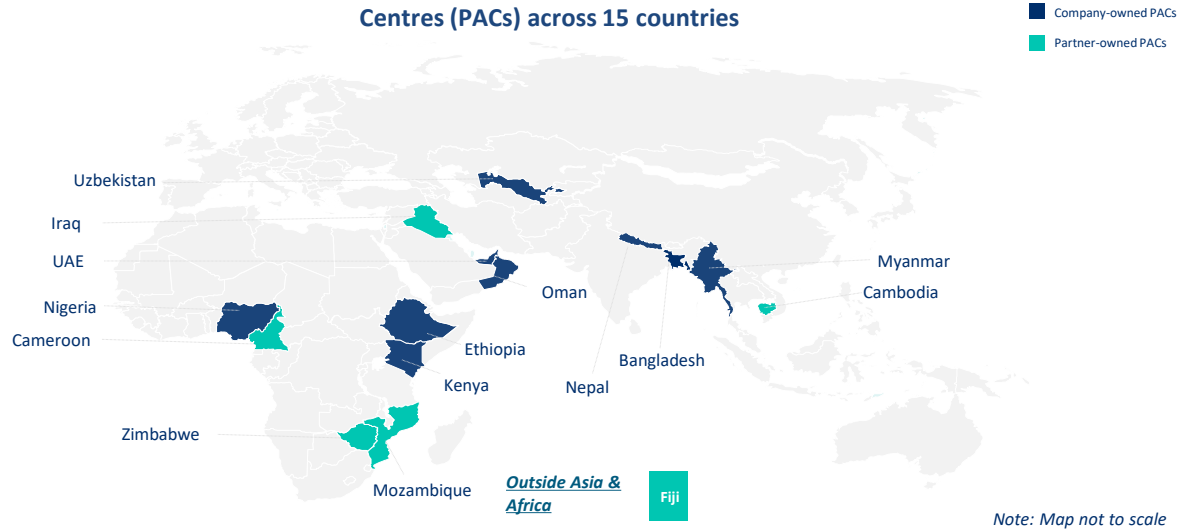 Centres (PACs) across 15 countries
Company-owned PACs
Partner-owned PACs
Uzbekistan
Iraq
UAE
Nigeria
Cameroon
Zimbabwe
Mozambique
Kenya
Ethiopia
Oman
Nepal
Bangladesh
Myanmar
Cambodia
Outside Asia &
Africa
Fiji
Note: Map not to scale